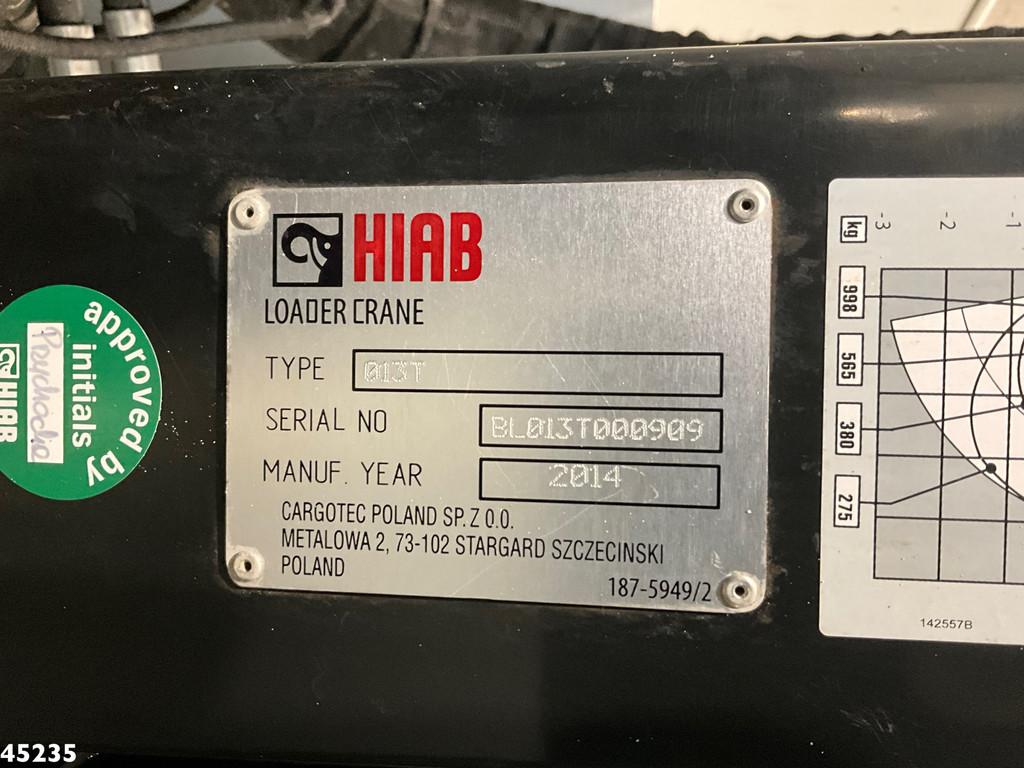 HIAB
LOADER CRANE
TYPE 013T
SERIAL NO BL013T000909
MANUF. YEAR 2014
CARGOTEC POLAND SP. Z O.O.
METALOWA 2, 73-102 STARGARD SZCZECINSKI
POLAND
187-5949/2
approved by
initials
HIAB
kg
-3 -2 -1
998
565
380
275
142557B
45235